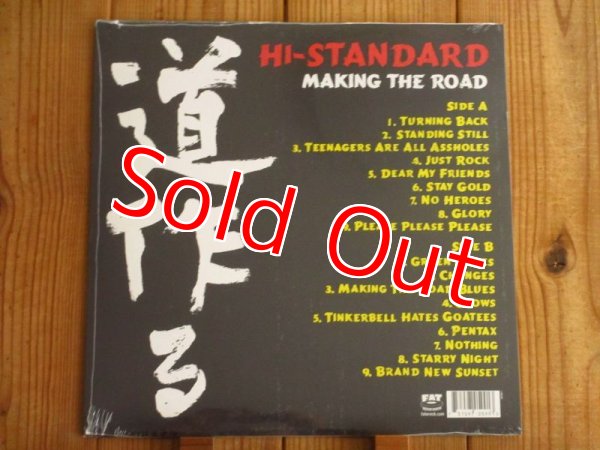 道作る
HI-STANDARD
MAKING THE ROAD
SIDE A
1. TURNING BACK
2. STANDING STILL
3. TEENAGERS ARE ALL ASSHOLES
4. JUST ROCK
5. DEAR MY FRIENDS
6. STAY GOLD
7. NO HEROES
8. GLORY
PLEASE PLEASE PLEASE
SIDE B
3. MAKING THE ROAD BLUES
5. TINKERBELL HATES GOATEES
6. PENTAX
7. NOTHING
8. STARRY NIGHT
9. BRAND NEW SUNSET
Sold Out
FAT